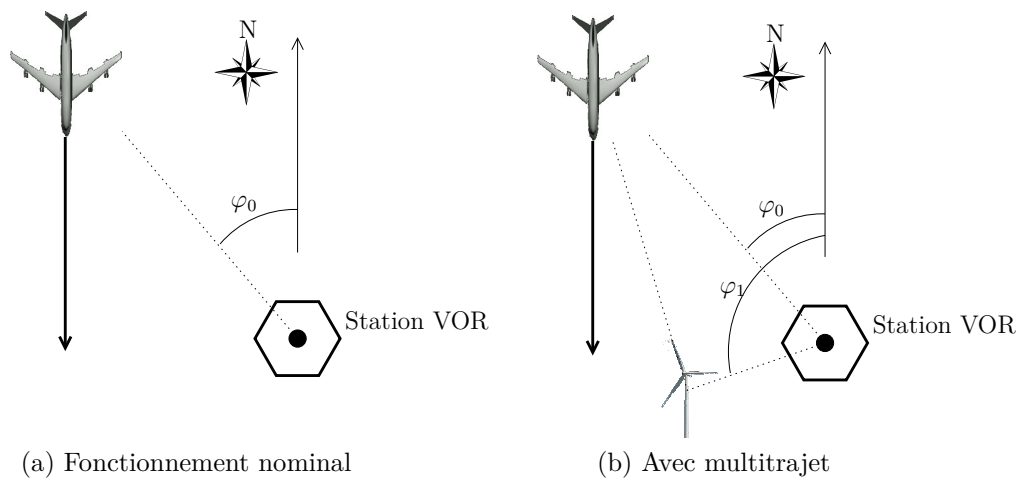 N
φ0
Station VOR
(a) Fonctionnement nominal
N
φ0
φ1
Station VOR
(b) Avec multitrajet